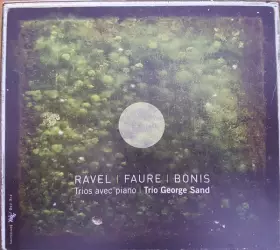 RAVEL | FAURE | BONIS
Trios avec piano | Trio George Sand